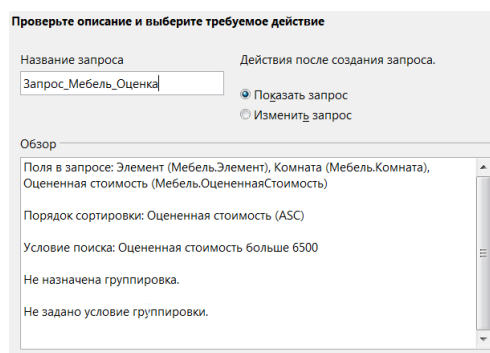 Проверьте описание и выберите требуемое действие
Название запроса
Действия после создания запроса.
Запрос_Мебель_Оценка
Показать запрос
Изменить запрос
Обзор
Поля в запросе: Элемент (Мебель.Элемент), Комната (Мебель.Комната),
Оцененная стоимость (Мебель.ОцененнаяСтоимость)
Порядок сортировки: Оцененная стоимость (ASC)
Условие поиска: Оцененная стоимость больше 6500
Не назначена группировка.
Не задано условие группировки.